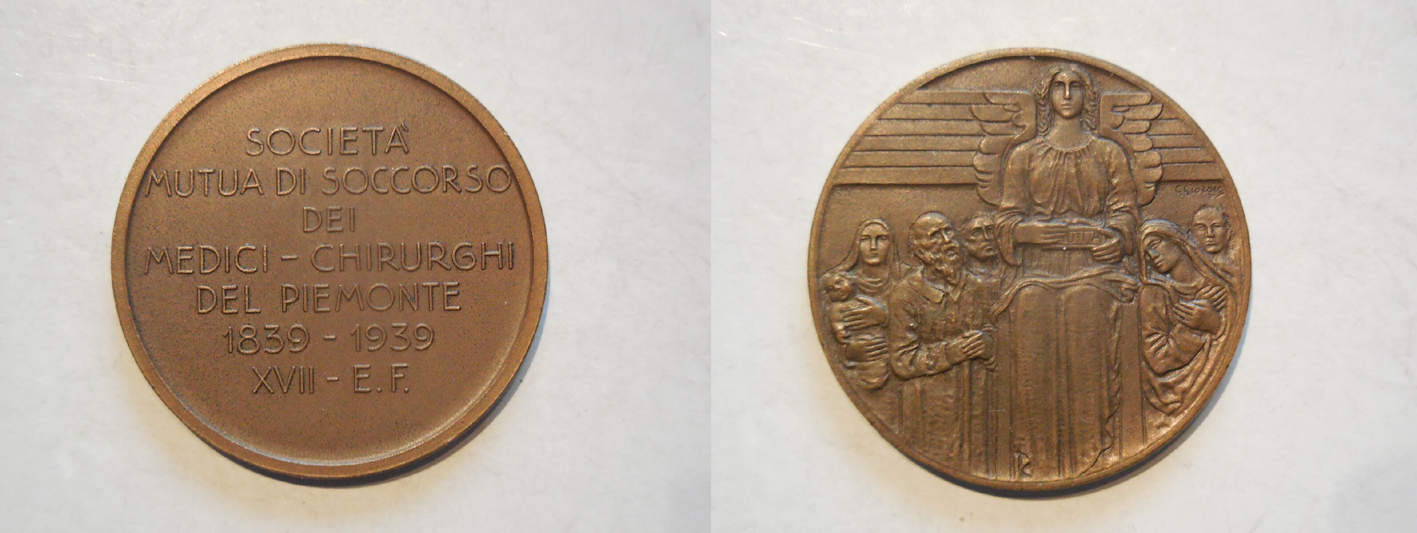 SOCIETÀ
MUTUA DI SOCCORSO
DEI
MEDICI - CHIRURGHI
DEL PIEMONTE
1839 - 1939
XVII - E.F.